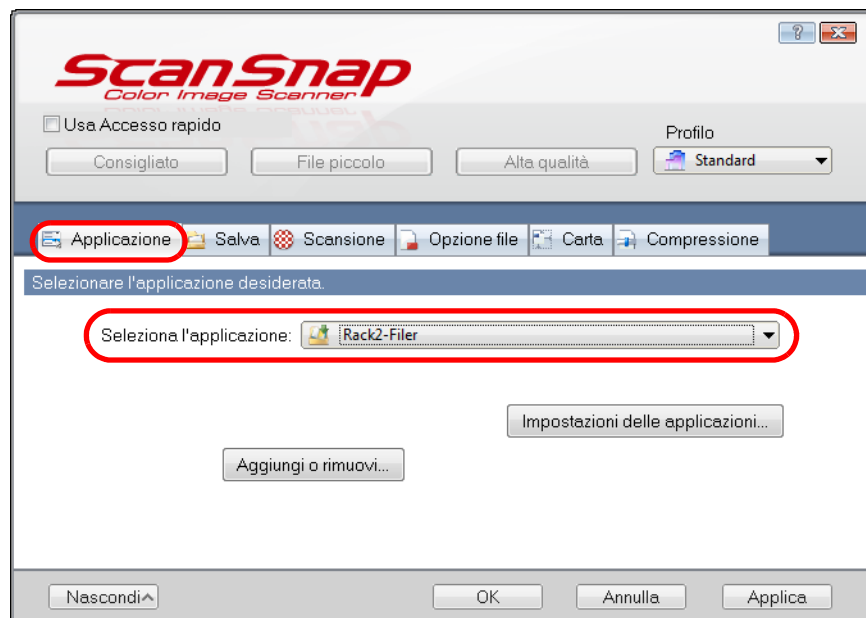 ScanSnap
Color Image Scanner
Usa Accesso rapido
Profilo
Consigliato File piccolo Alta qualità Standard
Applicazione Salva Scansione Opzione file Carta Compressione
Selezionare l'applicazione desiderata.
Seleziona l'applicazione: Rack2-Filer
Impostazioni delle applicazioni...
Aggiungi o rimuovi...
Nascondi OK Annulla Applica